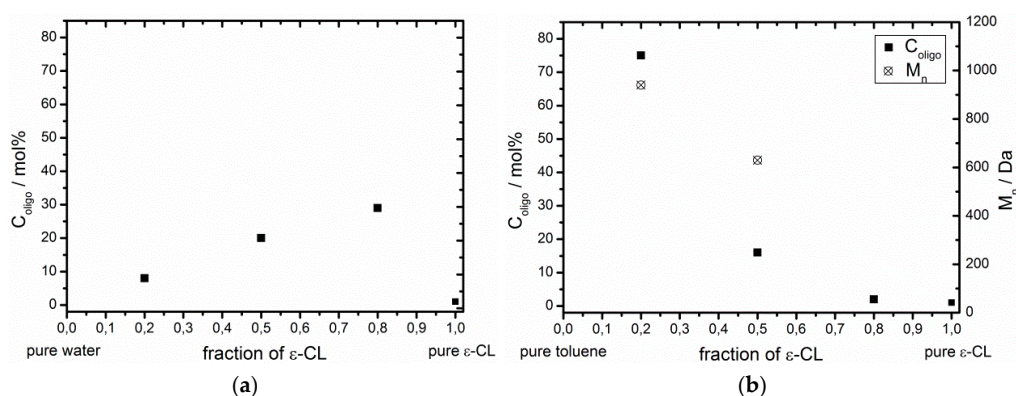 80
70
60
50
40
30
20
10
0
C_oligo / mol%
0,0 0,1 0,2 0,3 0,4 0,5 0,6 0,7 0,8 0,9 1,0
pure water fraction of ε-CL pure ε-CL
(a)
80
70
60
50
40
30
20
10
0
C_oligo / mol%
C_oligo
M_n
1200
1000
800
600
400
200
0
M_n / Da
0,0 0,1 0,2 0,3 0,4 0,5 0,6 0,7 0,8 0,9 1,0
pure toluene fraction of ε-CL pure ε-CL
(b)